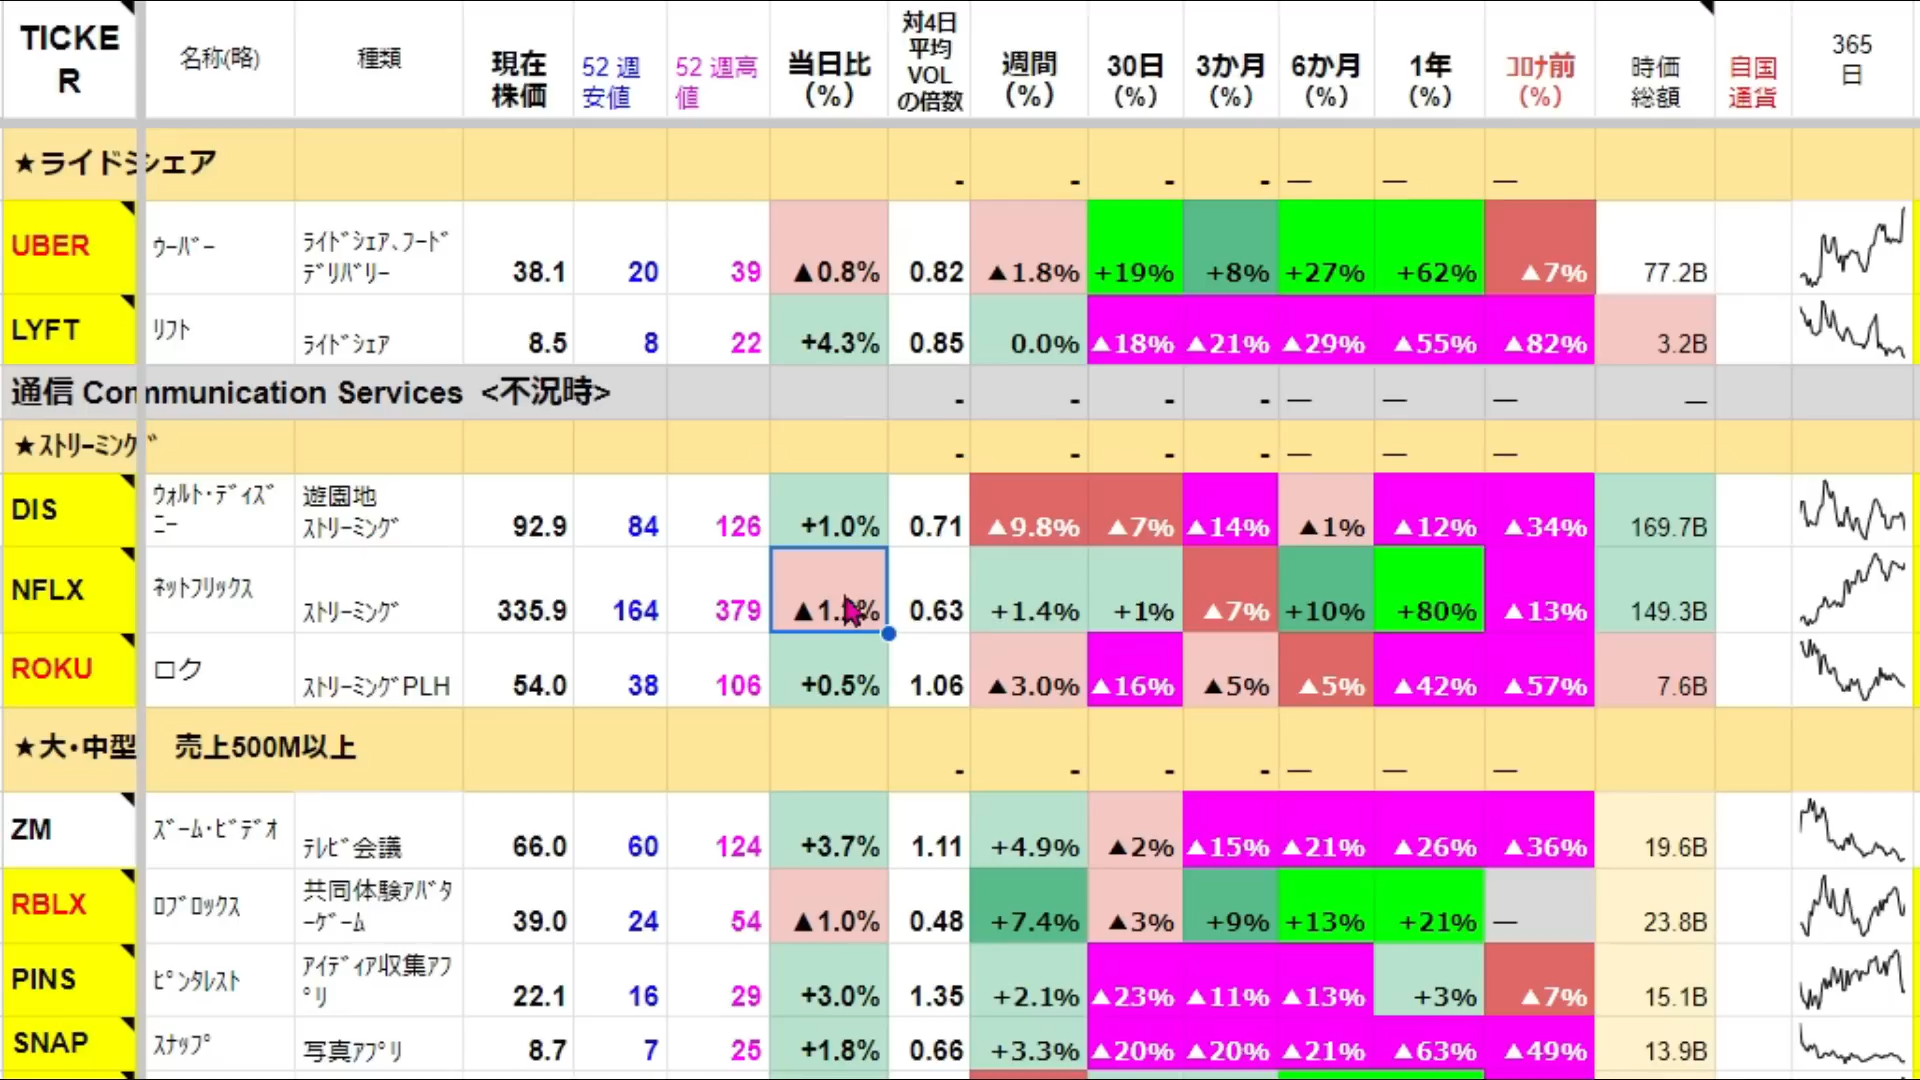 TICKE
R
名称(略)
種類
現在
株価
52 週
安値
52 週高
値
当日比
(%)
対4日
平均
VOL
の倍数
週間
(%)
30日
(%)
3か月
(%)
6か月
(%)
1年
(%)
ｺﾛﾅ前
(%)
時価
総額
自国
通貨
365
日
★ライドシェア - - - - — — —
UBER ｳｰﾊﾞｰ ﾗｲﾄﾞｼｪｱ､ﾌｰﾄﾞ
ﾃﾞﾘﾊﾞﾘｰ 38.1 20 39 ▲0.8% 0.82 ▲1.8% +19% +8% +27% +62% ▲7% 77.2B
LYFT ﾘﾌﾄ ﾗｲﾄﾞｼｪｱ 8.5 8 22 +4.3% 0.85 0.0% ▲18% ▲21% ▲29% ▲55% ▲82% 3.2B
通信 Communication Services <不況時> - - - - — — — —
★ｽﾄﾘｰﾐﾝｸﾞ - - - - — — —
DIS ｳｫﾙﾄ･ﾃﾞｨｽﾞ
ﾆｰ 遊園地
ｽﾄﾘｰﾐﾝｸﾞ 92.9 84 126 +1.0% 0.71 ▲9.8% ▲7% ▲14% ▲1% ▲12% ▲34% 169.7B
NFLX ﾈｯﾄﾌﾘｯｸｽ ｽﾄﾘｰﾐﾝｸﾞ 335.9 164 379 0.63 +1.4% +1% ▲7% +10% +80% ▲13% 149.3B
ROKU ロク ｽﾄﾘｰﾐﾝｸﾞPLH 54.0 38 106 +0.5% 1.06 ▲3.0% ▲16% ▲5% ▲5% ▲42% ▲57% 7.6B
★大・中型 売上500M以上 - - - - — — —
ZM ｽﾞｰﾑ･ﾋﾞﾃﾞｵ ﾃﾚﾋﾞ会議 66.0 60 124 +3.7% 1.11 +4.9% ▲2% ▲15% ▲21% ▲26% ▲36% 19.6B
RBLX ﾛﾌﾞﾛｯｸｽ 共同体験ｱﾊﾞﾀ
ｰｹﾞｰﾑ 39.0 24 54 ▲1.0% 0.48 +7.4% ▲3% +9% +13% +21% — 23.8B
PINS ﾋﾟﾝﾀﾚｽﾄ ｱｲﾃﾞｨｱ収集ｱﾌ
ﾟﾘ 22.1 16 29 +3.0% 1.35 +2.1% ▲23% ▲11% ▲13% +3% ▲7% 15.1B
SNAP ｽﾅｯﾌﾟ 写真ｱﾌﾟﾘ 8.7 7 25 +1.8% 0.66 +3.3% ▲20% ▲20% ▲21% ▲63% ▲49% 13.9B